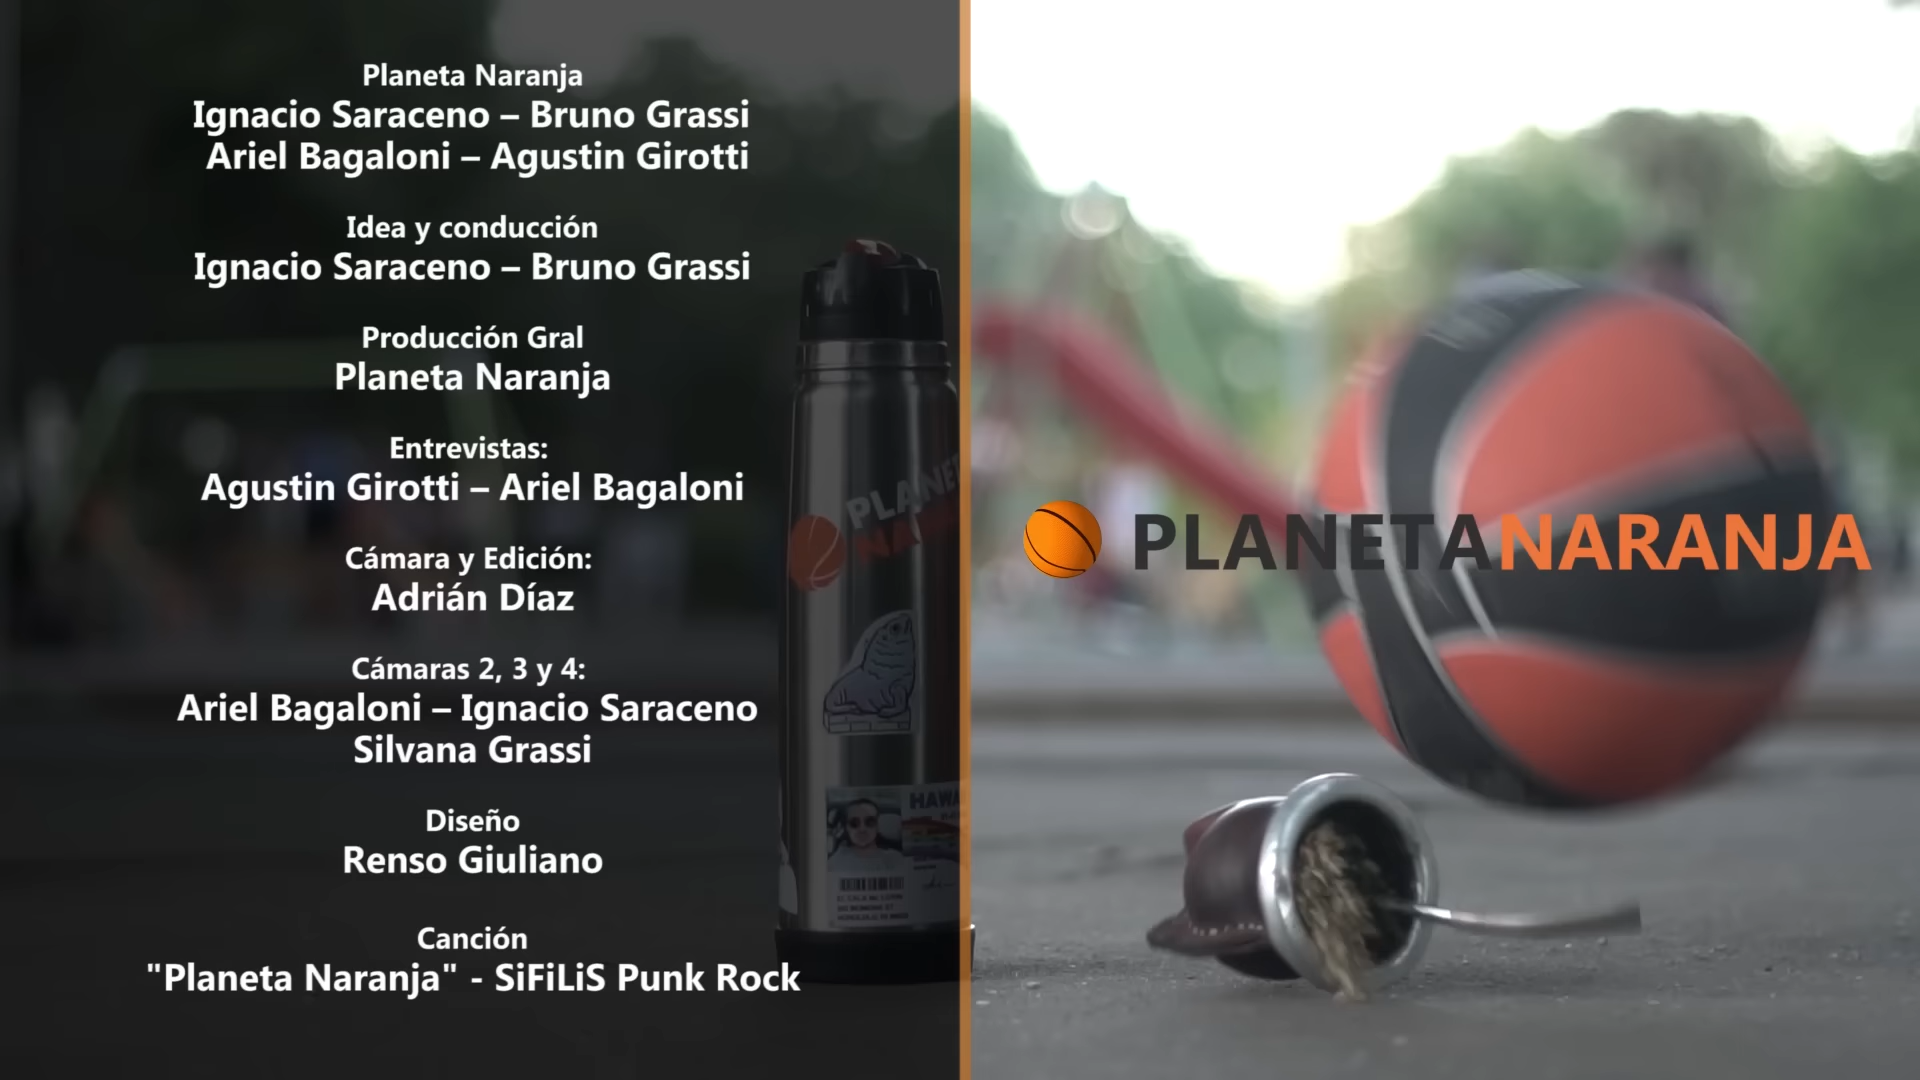 Planeta Naranja
Ignacio Saraceno – Bruno Grassi
Ariel Bagaloni – Agustin Girotti
Idea y conducción
Ignacio Saraceno – Bruno Grassi
Producción Gral
Planeta Naranja
Entrevistas:
Agustin Girotti – Ariel Bagaloni
Cámara y Edición:
Adrián Díaz
Cámaras 2, 3 y 4:
Ariel Bagaloni – Ignacio Saraceno
Silvana Grassi
Diseño
Renso Giuliano
Canción
"Planeta Naranja" - SiFiLiS Punk Rock
PLANETANARANJA